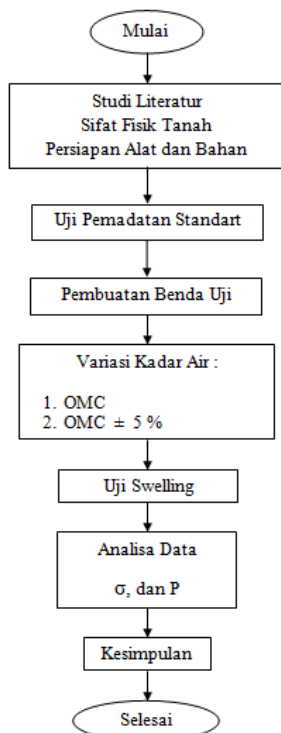 Mulai
Studi Literatur
Sifat Fisik Tanah
Persiapan Alat dan Bahan
Uji Pemadatan Standart
Pembuatan Benda Uji
Variasi Kadar Air :
1. OMC
2. OMC ± 5 %
Uji Swelling
Analisa Data
σ, dan P
Kesimpulan
Selesai